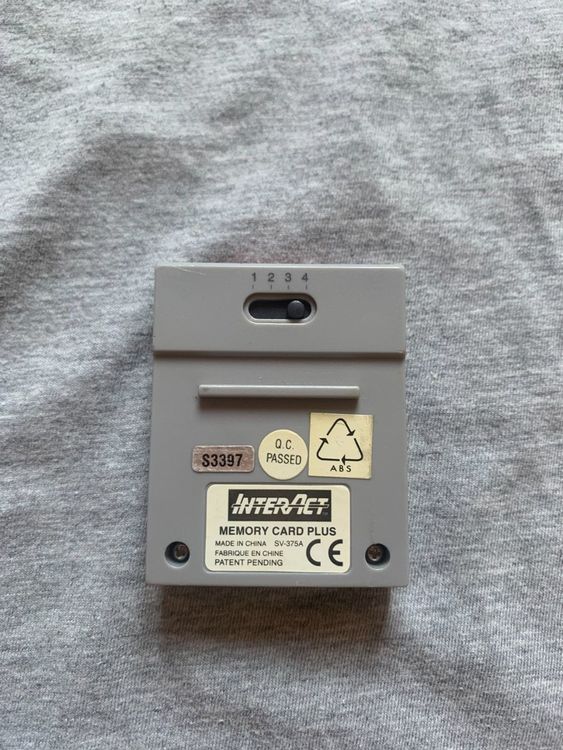 1 2 3 4
S3397
Q.C.
PASSED
ABS
INTERACT™
MEMORY CARD PLUS
MADE IN CHINA SV-375A
FABRIQUE EN CHINE
PATENT PENDING
CE